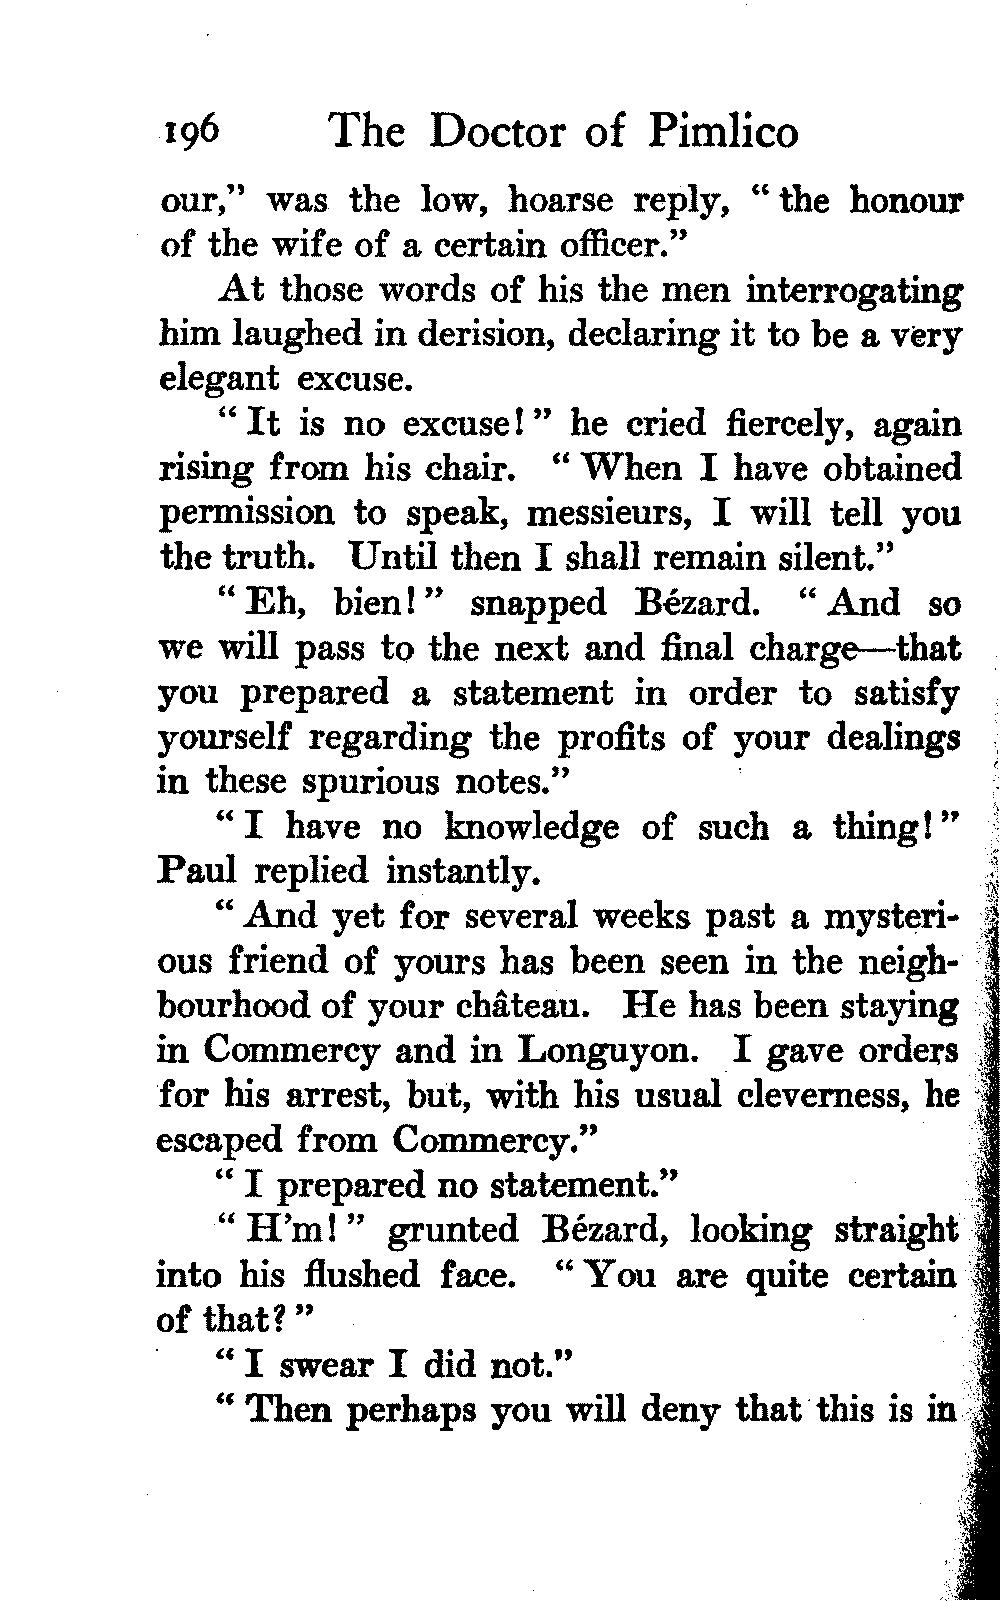 196 The Doctor of Pimlico
our,” was the low, hoarse reply, “ the honour
of the wife of a certain officer.”
At those words of his the men interrogating
him laughed in derision, declaring it to be a very
elegant excuse.
“ It is no excuse! ” he cried fiercely, again
rising from his chair. “ When I have obtained
permission to speak, messieurs, I will tell you
the truth. Until then I shall remain silent.”
“ Eh, bien! ” snapped Bézard. “ And so
we will pass to the next and final charge—that
you prepared a statement in order to satisfy
yourself regarding the profits of your dealings
in these spurious notes.”
“ I have no knowledge of such a thing! ”
Paul replied instantly.
“ And yet for several weeks past a mysteri-
ous friend of yours has been seen in the neigh-
bourhood of your château. He has been staying
in Commercy and in Longuyon. I gave orders
for his arrest, but, with his usual cleverness, he
escaped from Commercy.”
“ I prepared no statement.”
“ H’m! ” grunted Bézard, looking straight
into his flushed face. “ You are quite certain
of that? ”
“ I swear I did not.”
“ Then perhaps you will deny that this is in